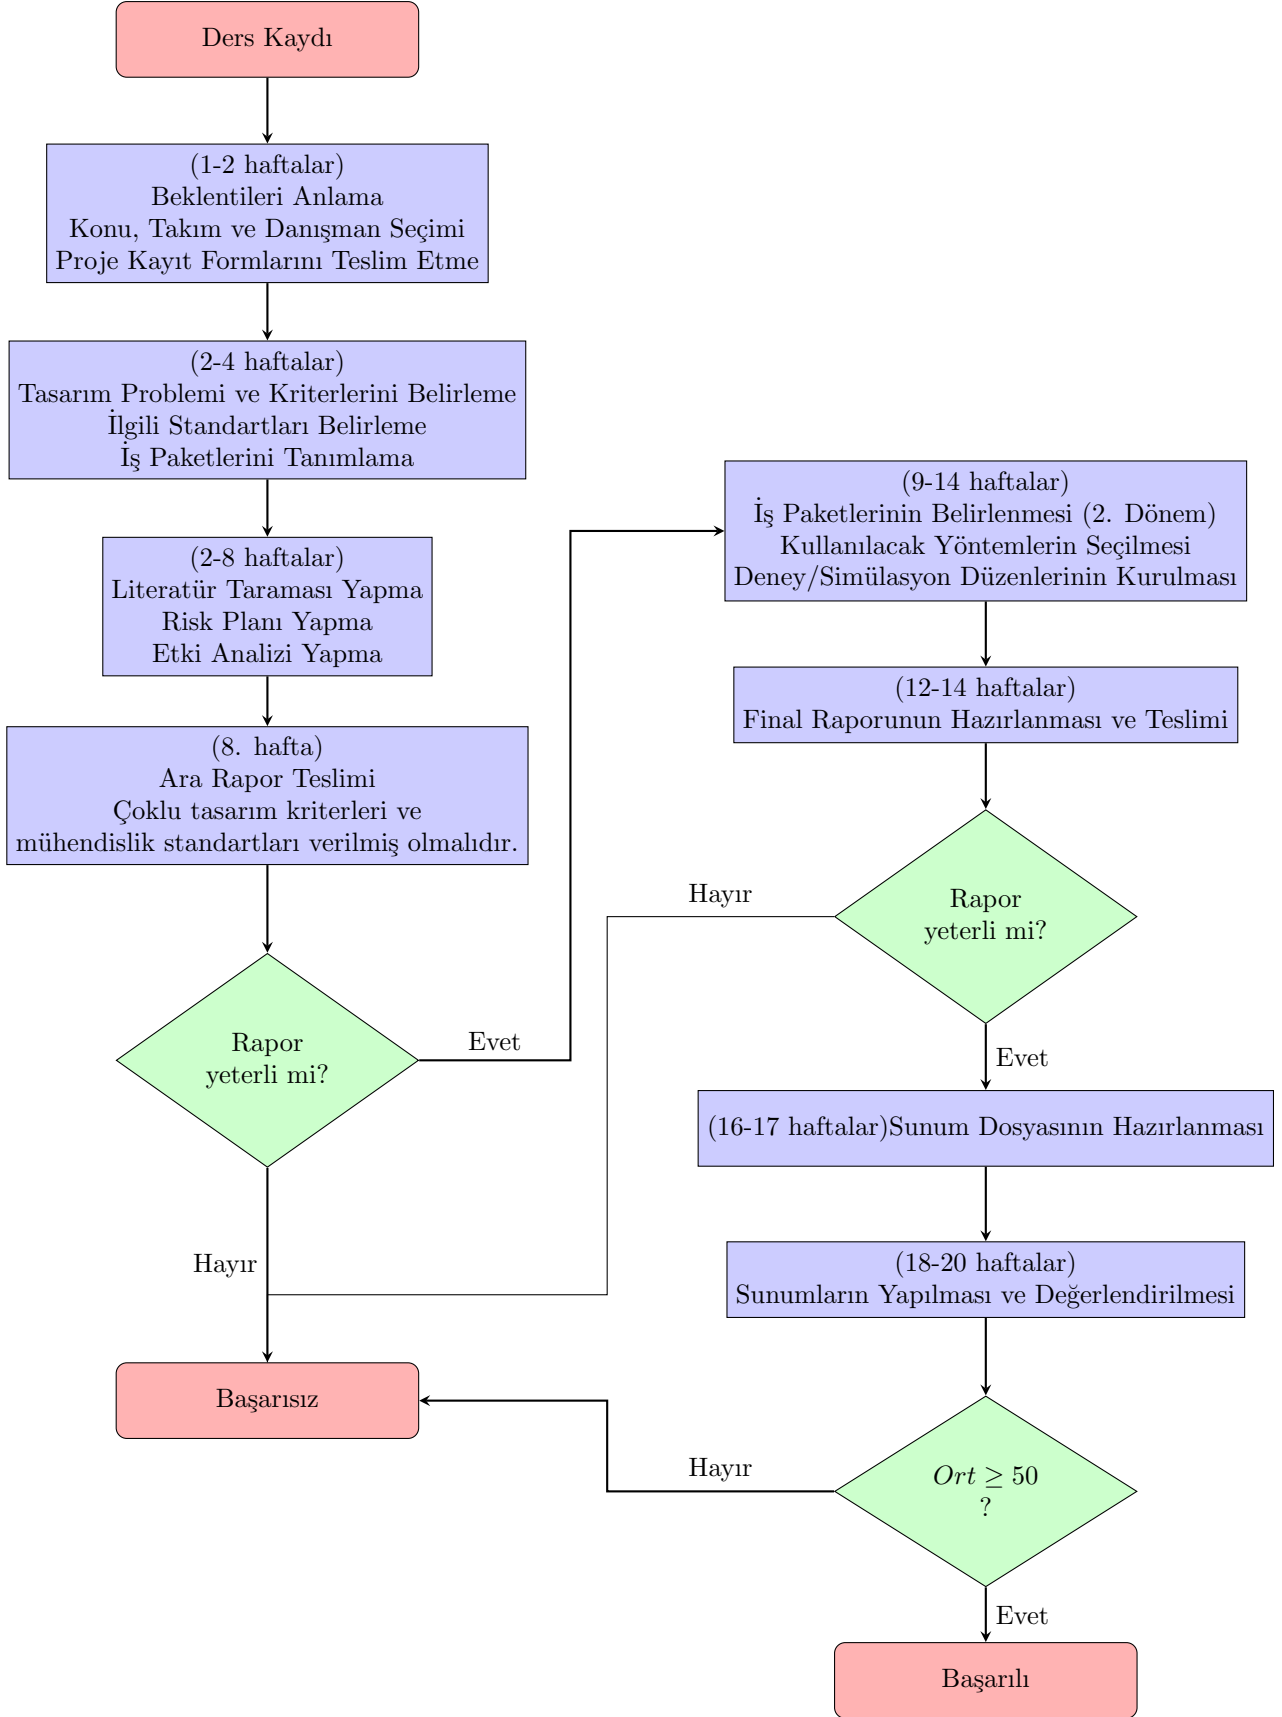 Ders Kaydı
(1-2 haftalar)
Beklentileri Anlama
Konu, Takım ve Danışman Seçimi
Proje Kayıt Formlarını Teslim Etme
(2-4 haftalar)
Tasarım Problemi ve Kriterlerini Belirleme
İlgili Standartları Belirleme
İş Paketlerini Tanımlama
(2-8 haftalar)
Literatür Taraması Yapma
Risk Planı Yapma
Etki Analizi Yapma
(8. hafta)
Ara Rapor Teslimi
Çoklu tasarım kriterleri ve
mühendislik standartları verilmiş olmalıdır.
Rapor
yeterli mi?
Evet
Hayır
Başarısız
(9-14 haftalar)
İş Paketlerinin Belirlenmesi (2. Dönem)
Kullanılacak Yöntemlerin Seçilmesi
Deney/Simülasyon Düzenlerinin Kurulması
(12-14 haftalar)
Final Raporunun Hazırlanması ve Teslimi
Rapor
yeterli mi?
Hayır
Evet
(16-17 haftalar)Sunum Dosyasının Hazırlanması
(18-20 haftalar)
Sunumların Yapılması ve Değerlendirilmesi
Ort ≥ 50
?
Hayır
Evet
Başarılı